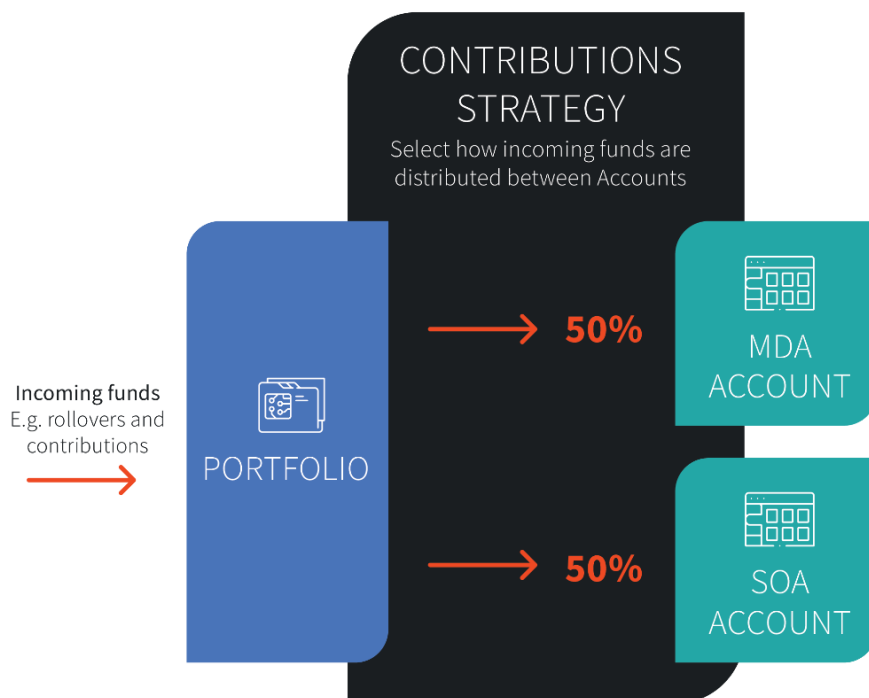 CONTRIBUTIONS
STRATEGY
Select how incoming funds are
distributed between Accounts
Incoming funds
E.g. rollovers and
contributions
PORTFOLIO
50%
MDA
ACCOUNT
50%
SOA
ACCOUNT